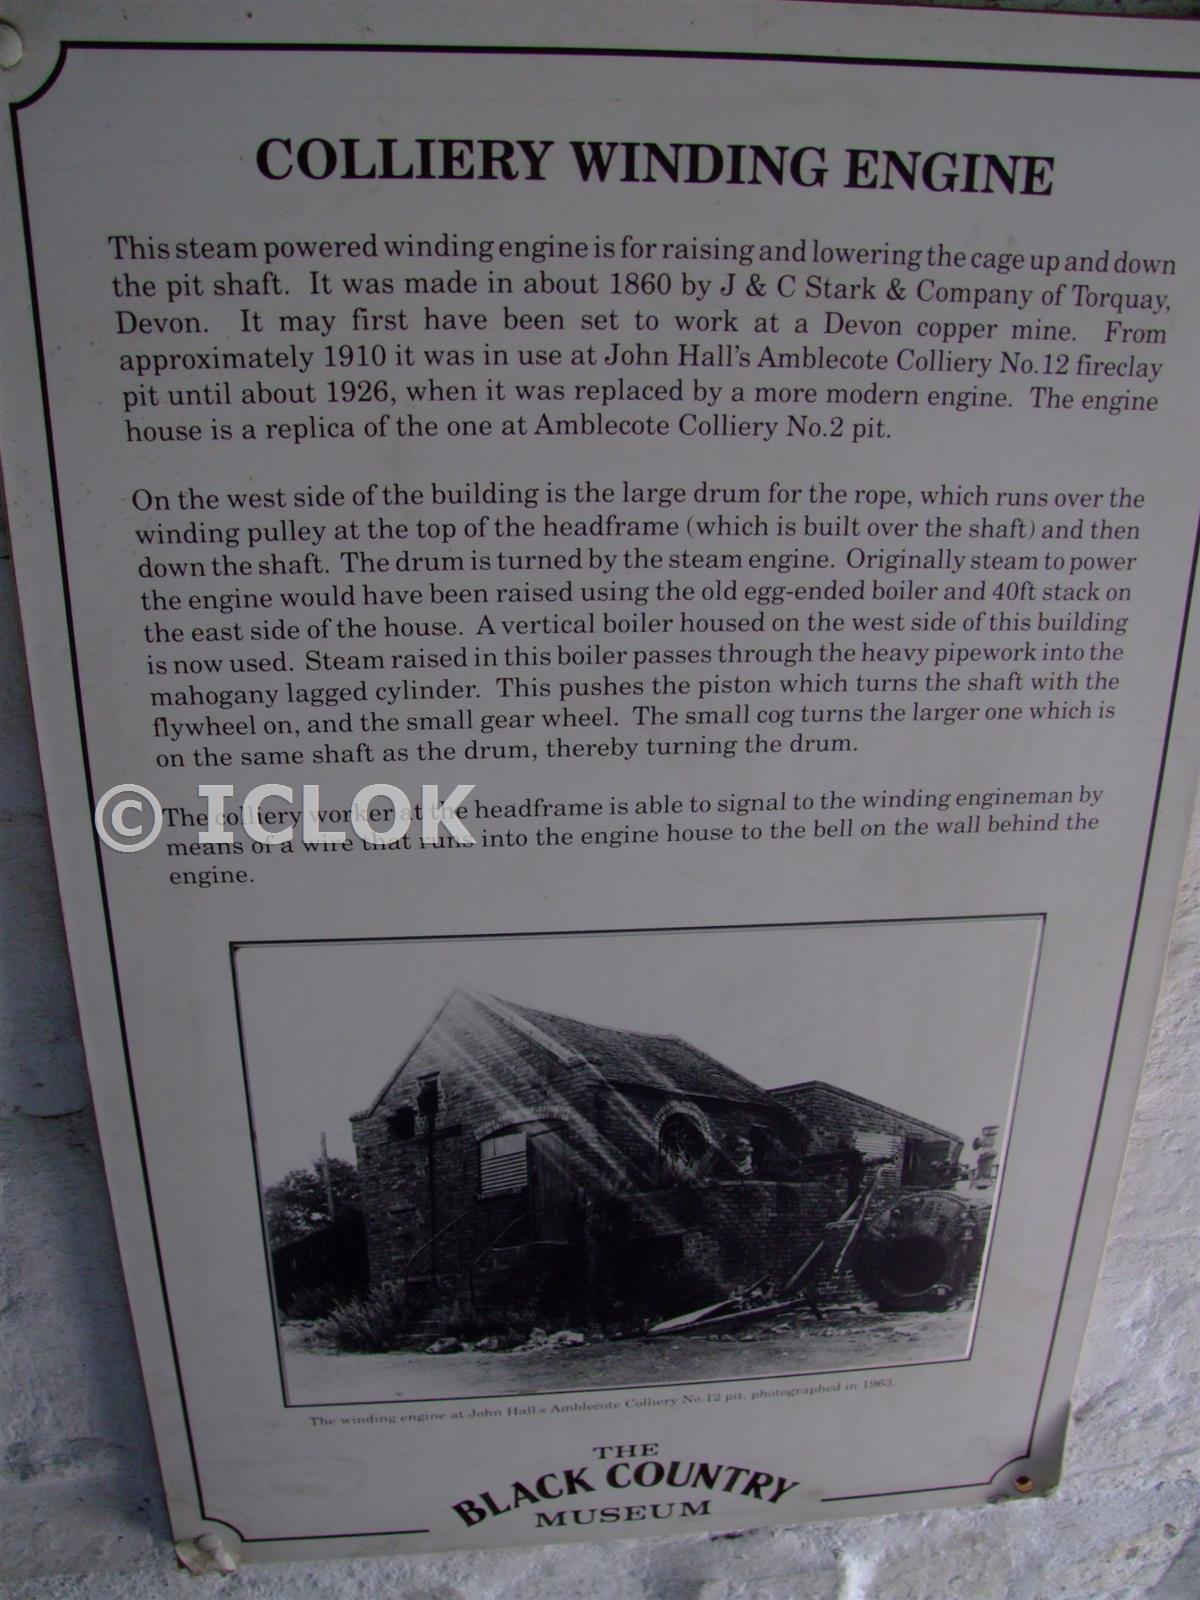 COLLIERY WINDING ENGINE
This steam powered winding engine is for raising and lowering the cage up and down
the pit shaft. It was made in about 1860 by J & C Stark & Company of Torquay,
Devon. It may first have been set to work at a Devon copper mine. From
approximately 1910 it was in use at John Hall's Amblecote Colliery No.12 fireclay
pit until about 1926, when it was replaced by a more modern engine. The engine
house is a replica of the one at Amblecote Colliery No.2 pit.
On the west side of the building is the large drum for the rope, which runs over the
winding pulley at the top of the headframe (which is built over the shaft) and then
down the shaft. The drum is turned by the steam engine. Originally steam to power
the engine would have been raised using the old egg-ended boiler and 40ft stack on
the east side of the house. A vertical boiler housed on the west side of this building
is now used. Steam raised in this boiler passes through the heavy pipework into the
mahogany lagged cylinder. This pushes the piston which turns the shaft with the
flywheel on, and the small gear wheel. The small cog turns the larger one which is
on the same shaft as the drum, thereby turning the drum.
The colliery worker at the headframe is able to signal to the winding engineman by
means of a wire that runs into the engine house to the bell on the wall behind the
engine.
© ICLOK
The winding engine at John Hall's Amblecote Colliery No.12 pit, photographed in 1963.
THE
BLACK COUNTRY
MUSEUM